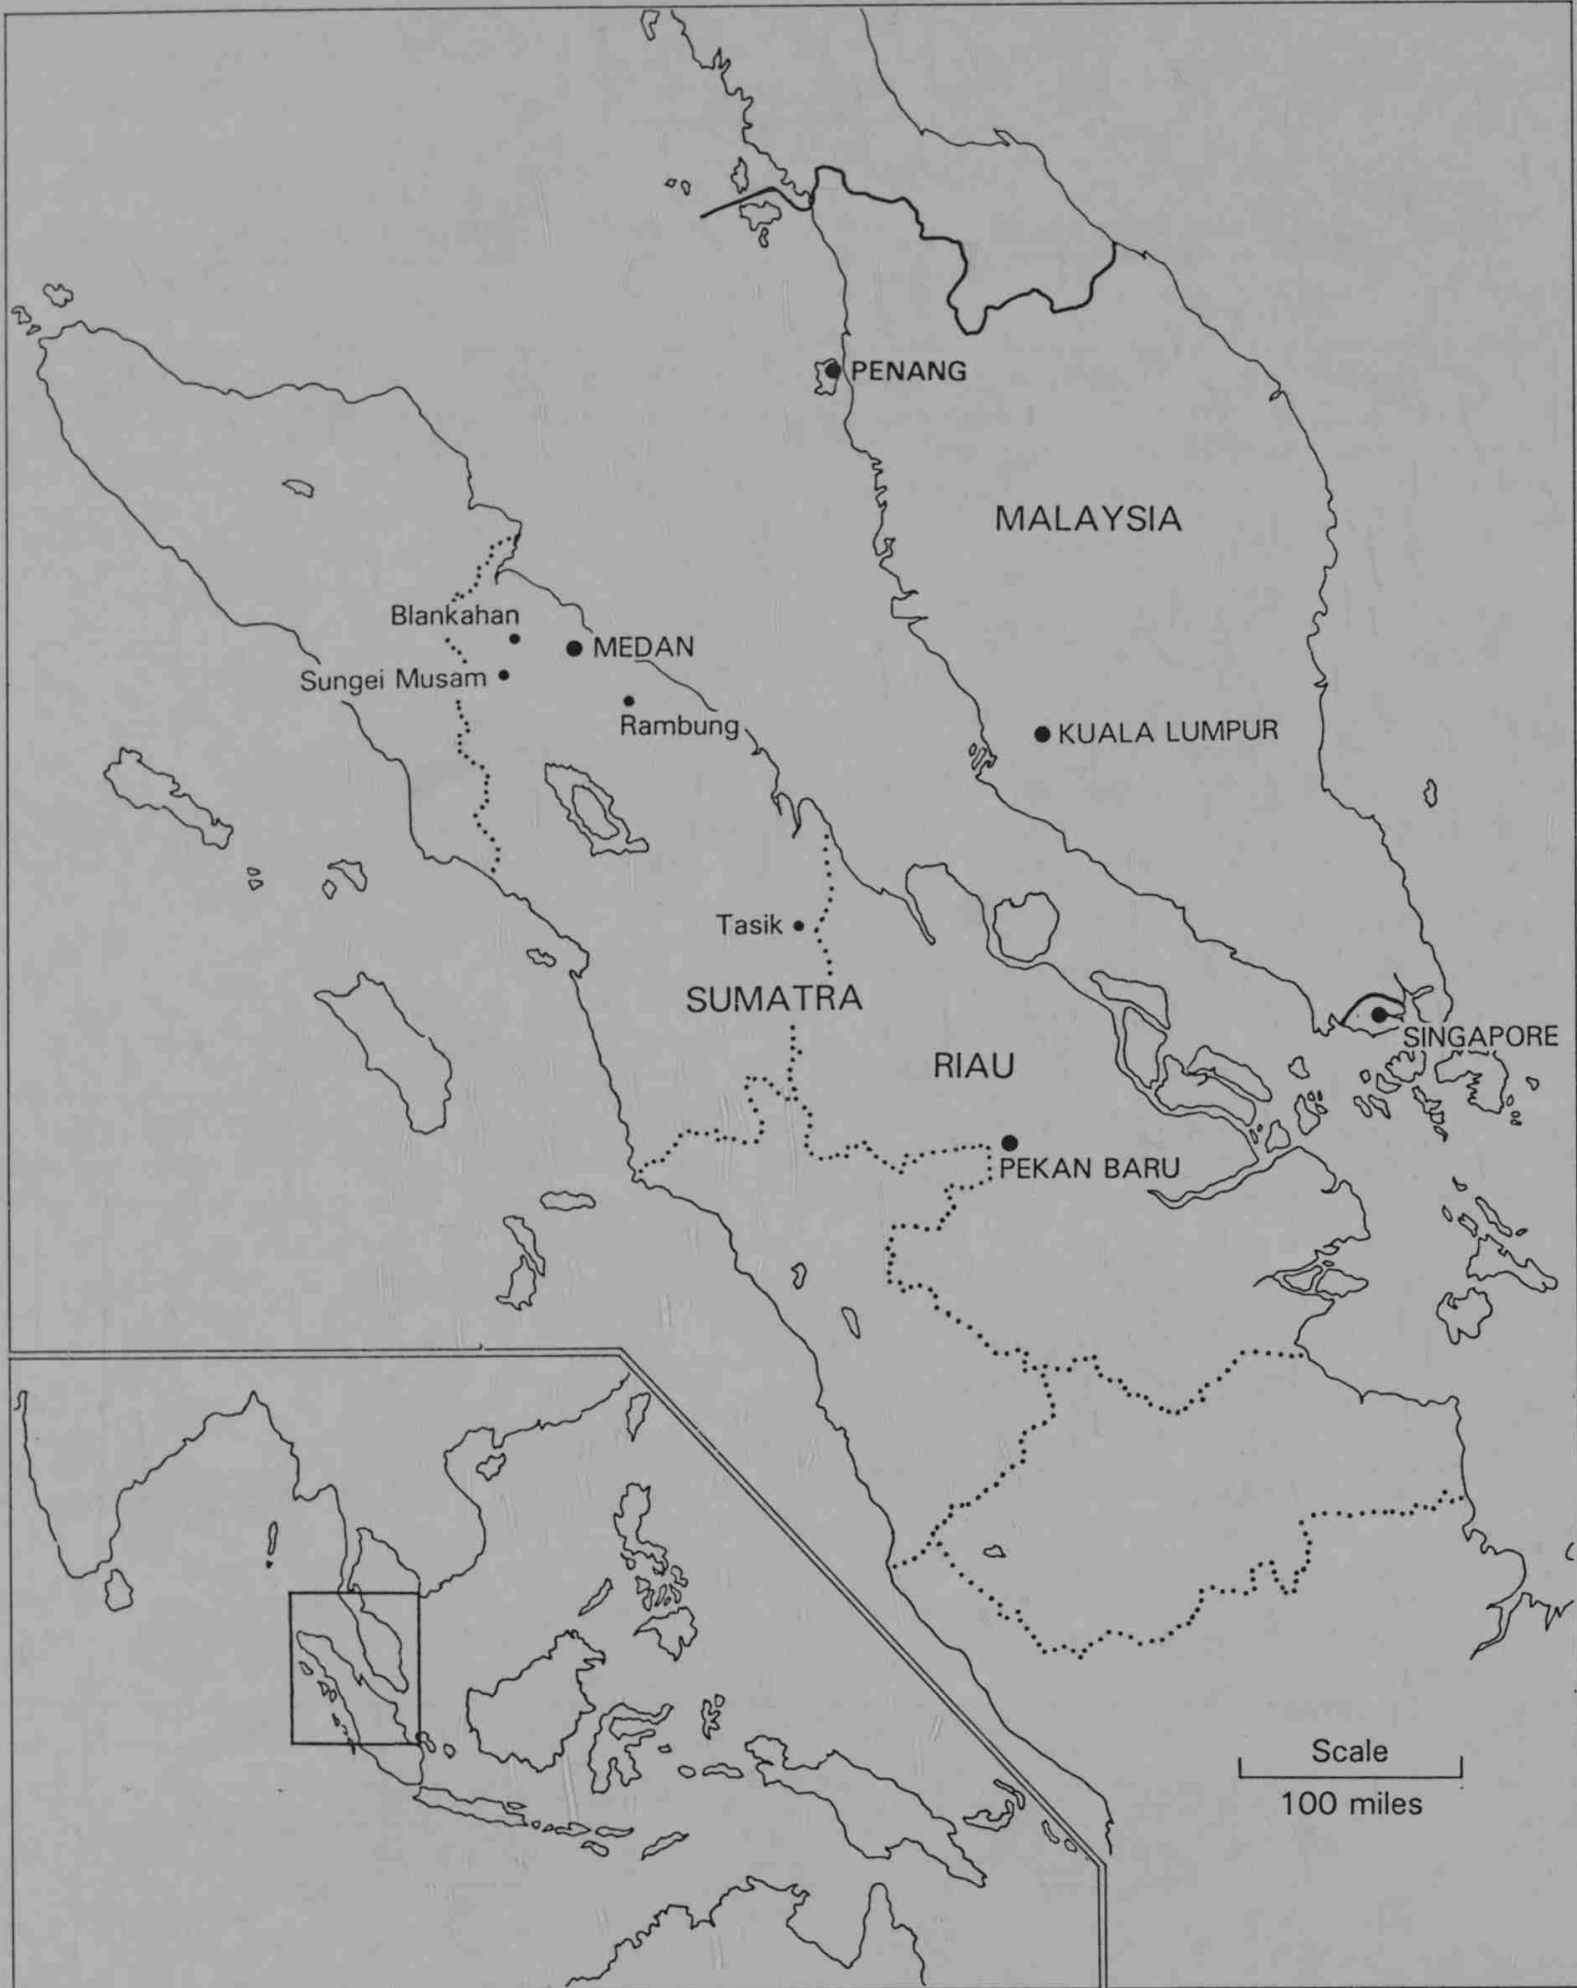 PENANG
MALAYSIA
Blankahan
MEDAN
Sungei Musam
Rambung
KUALA LUMPUR
Tasik
SUMATRA
SINGAPORE
RIAU
PEKAN BARU
Scale
100 miles